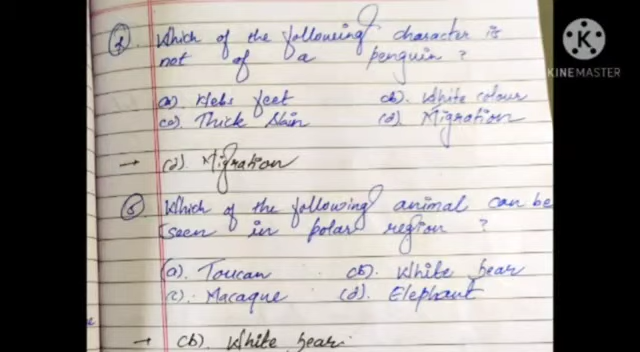 4. Which of the following character is
not of a penguin ?
(a). Webs feet (b). White colour
(c). Thick Skin (d). Migration
→ (d). Migration
5. Which of the following animal can be
seen in polar region ?
(a). Toucan (b). White bear
(c). Macaque (d). Elephant
→ (b). White bear.
K
KINEMASTER